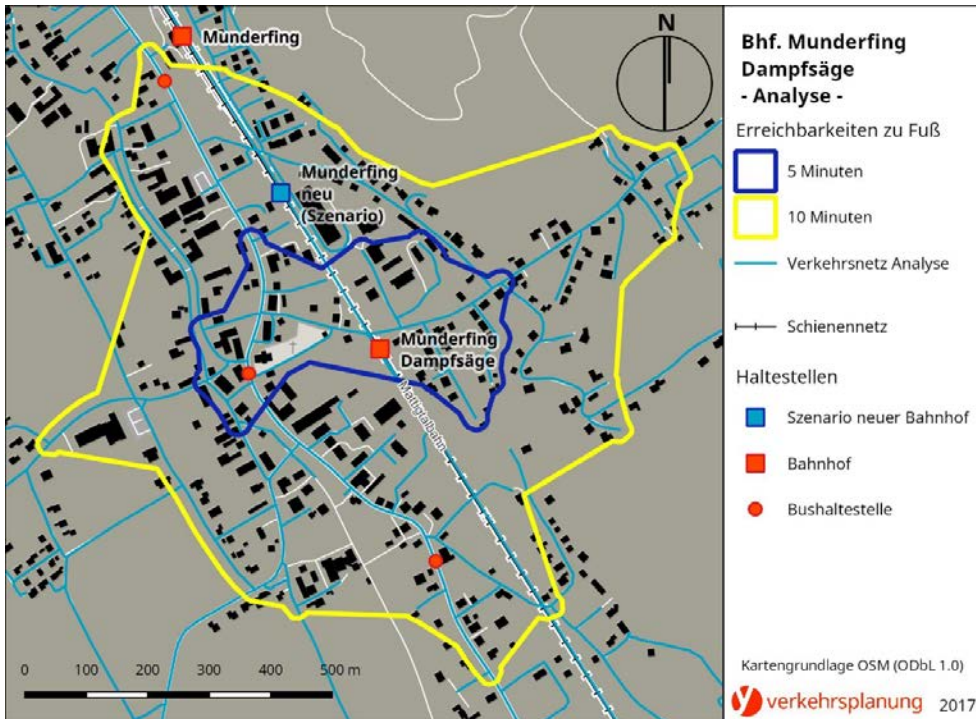 Munderfing
Munderfing
neu
(Szenario)
Munderfing
Dampfsäge
Mattigtalbahn
0 100 200 300 400 500 m
N
Bhf. Munderfing
Dampfsäge
- Analyse -
Erreichbarkeiten zu Fuß
5 Minuten
10 Minuten
Verkehrsnetz Analyse
Schienennetz
Haltestellen
Szenario neuer Bahnhof
Bahnhof
Bushaltestelle
Kartengrundlage OSM (ODbL 1.0)
y verkehrsplanung 2017